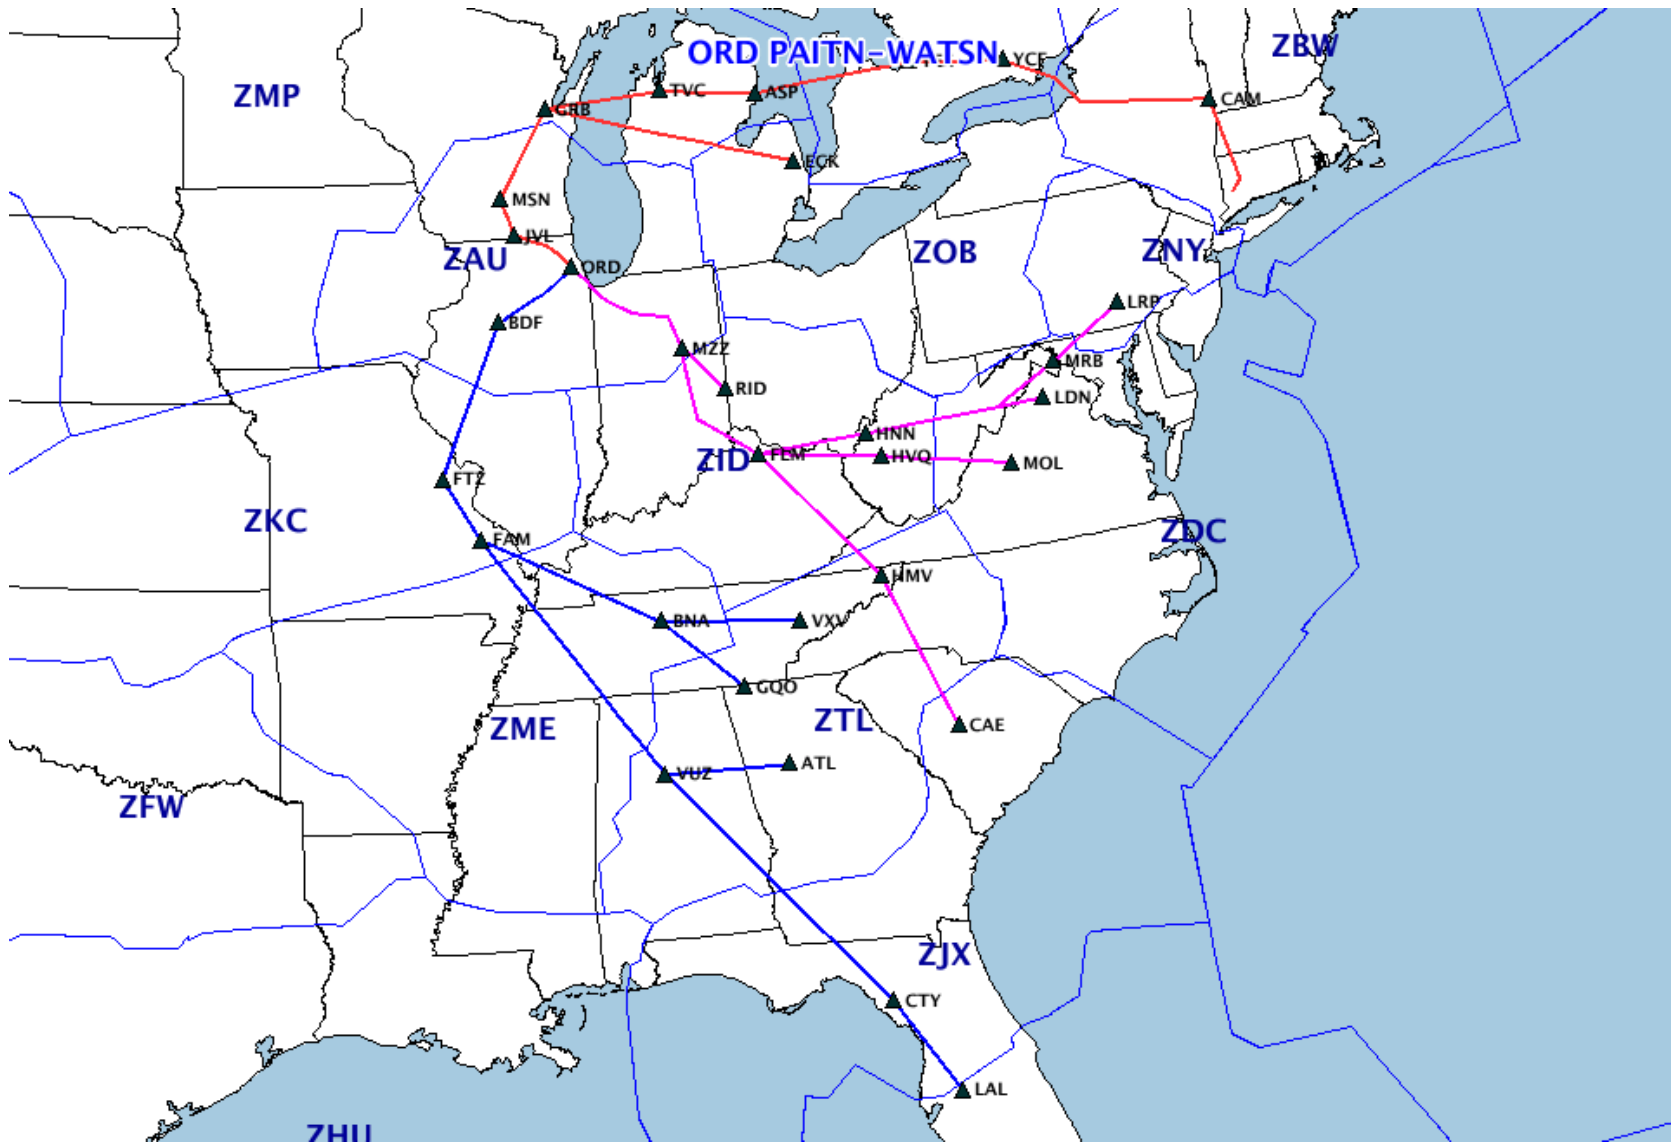 ORD PAITN-WATSN
ZBW
YCF
ZMP
TVC
ASP
CAM
GRB
ECK
MSN
JVL
ZAU
ORD
ZOB
ZNY
LRP
BDF
MZZ
MRB
RID
LDN
HNN
FLM
ZID
HVQ
MOL
FTZ
ZKC
ZDC
FAM
HMV
BNA
VXV
GQO
ZME
ZTL
CAE
ATL
VUZ
ZFW
ZJX
CTY
LAL
ZHU